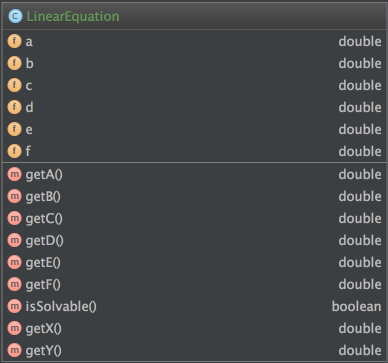 C LinearEquation
f a double
f b double
f c double
f d double
f e double
f f double
m getA() double
m getB() double
m getC() double
m getD() double
m getE() double
m getF() double
m isSolvable() boolean
m getX() double
m getY() double